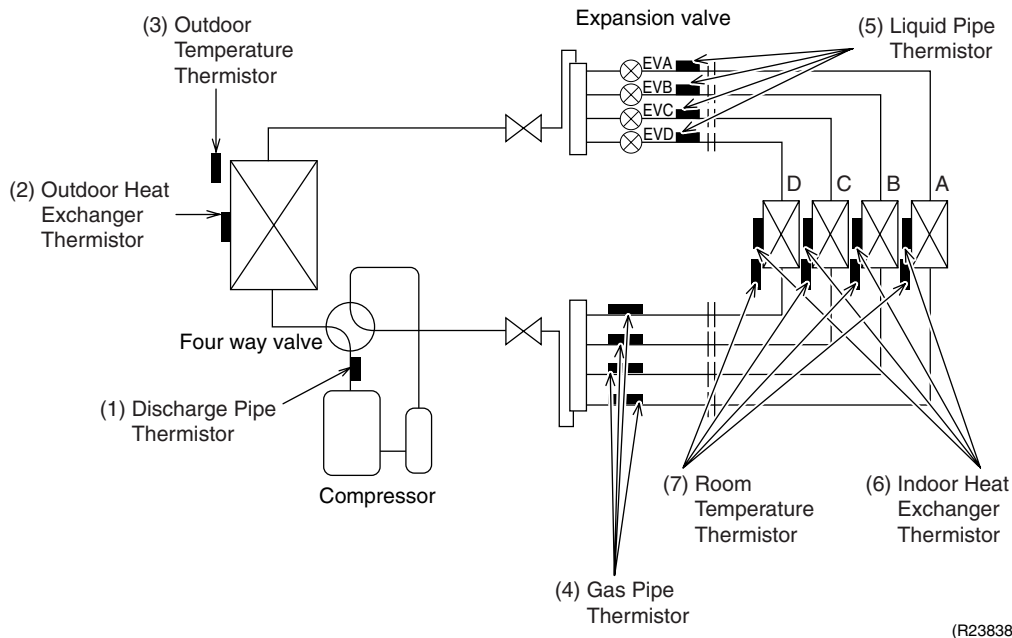 (3) Outdoor
Temperature
Thermistor
Expansion valve
(5) Liquid Pipe
Thermistor
EVA
EVB
EVC
EVD
(2) Outdoor Heat
Exchanger
Thermistor
D C B A
Four way valve
(1) Discharge Pipe
Thermistor
Compressor
(7) Room
Temperature
Thermistor
(6) Indoor Heat
Exchanger
Thermistor
(4) Gas Pipe
Thermistor
(R23838